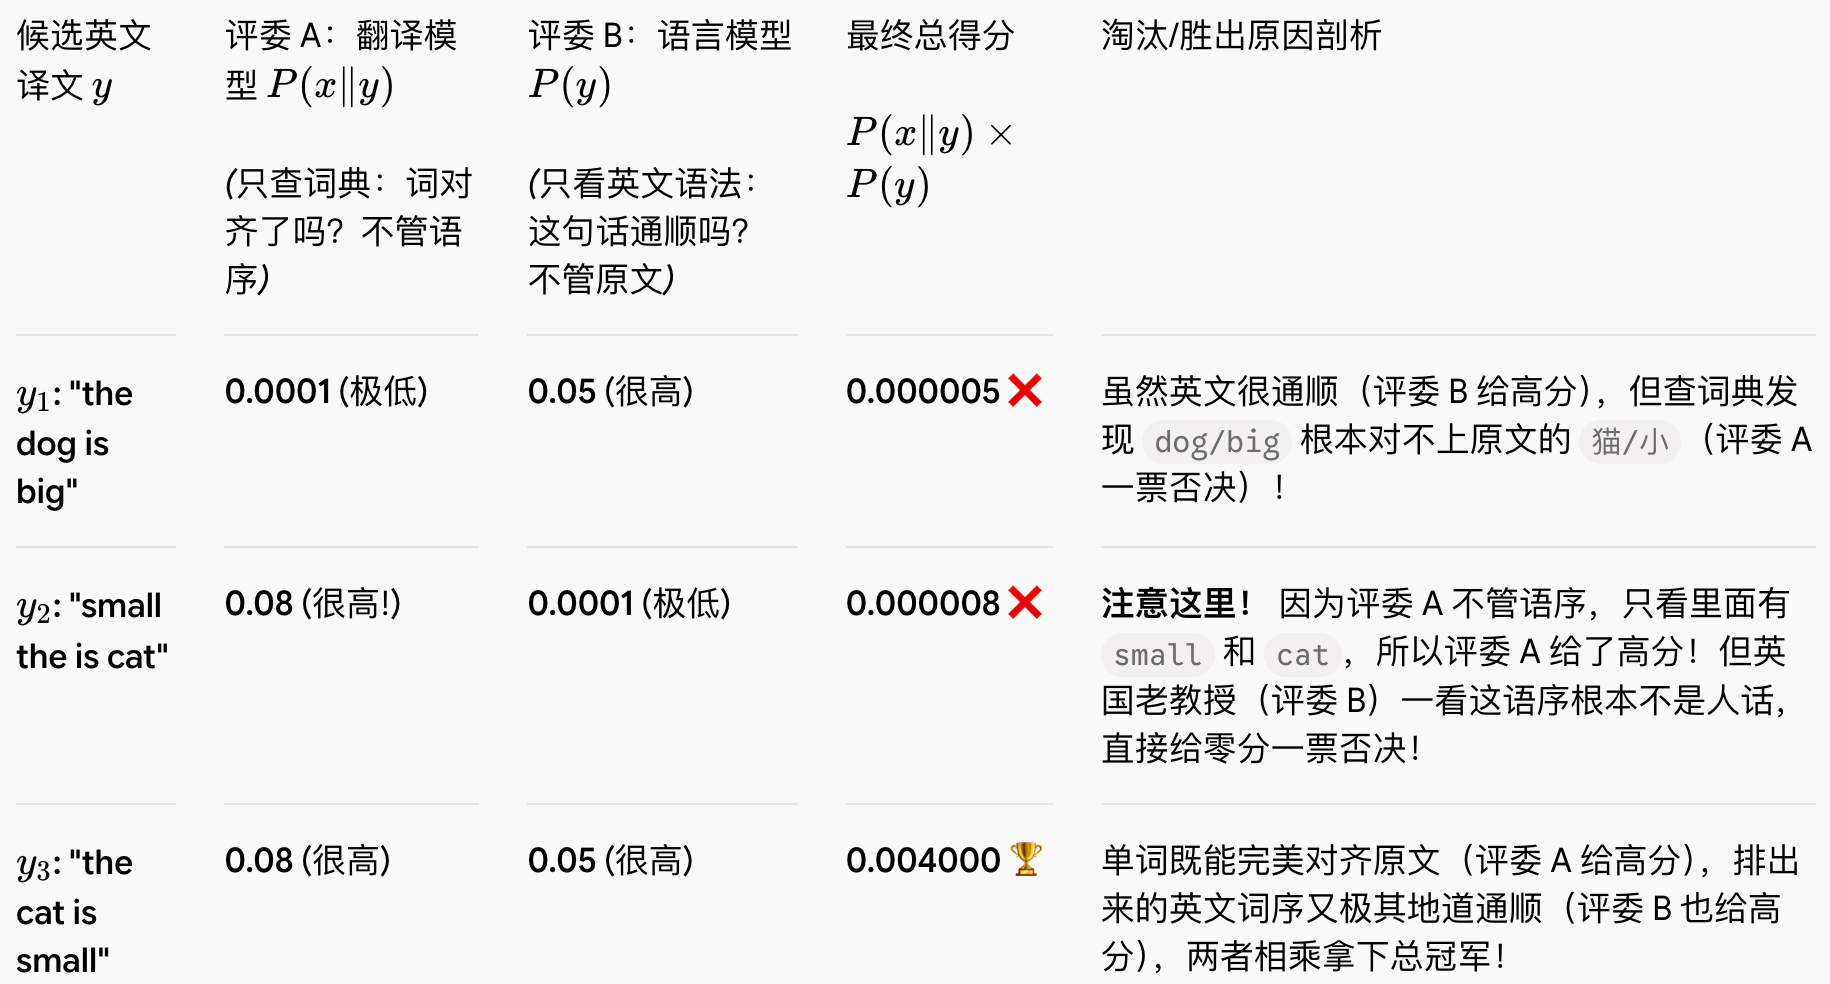 候选英文
译文 y
评委 A：翻译模
型 P(x‖y)
(只查词典：词对
齐了吗？不管语
序)
评委 B：语言模型
P(y)
(只看英文语法：
这句话通顺吗？
不管原文)
最终总得分
P(x‖y) ×
P(y)
淘汰/胜出原因剖析
y₁: "the
dog is
big"
0.0001 (极低)
0.05 (很高)
0.000005 ❌
虽然英文很通顺（评委 B 给高分），但查词典发
现 dog/big 根本对不上原文的 猫/小 （评委 A
一票否决）！
y₂: "small
the is cat"
0.08 (很高!)
0.0001 (极低)
0.000008 ❌
注意这里！ 因为评委 A 不管语序，只看里面有
small 和 cat，所以评委 A 给了高分！但英
国老教授（评委 B）一看这语序根本不是人话，
直接给零分一票否决！
y₃: "the
cat is
small"
0.08 (很高)
0.05 (很高)
0.004000 🏆
单词既能完美对齐原文（评委 A 给高分），排出
来的英文词序又极其地道通顺（评委 B 也给高
分），两者相乘拿下总冠军！